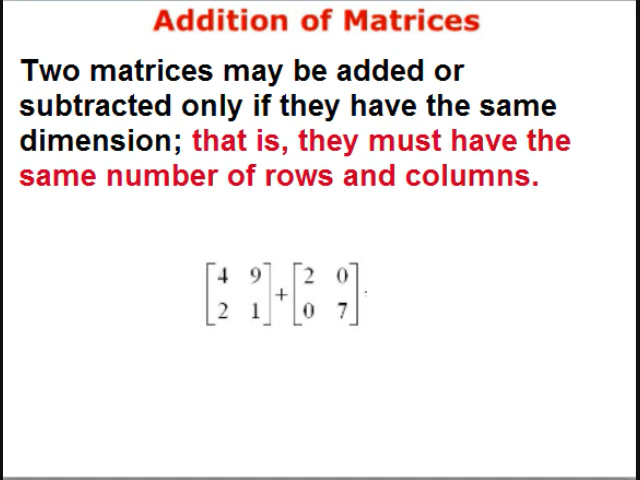 Addition of Matrices
Two matrices may be added or
subtracted only if they have the same
dimension; that is, they must have the
same number of rows and columns.
[4 9] + [2 0]
[2 1] [0 7]